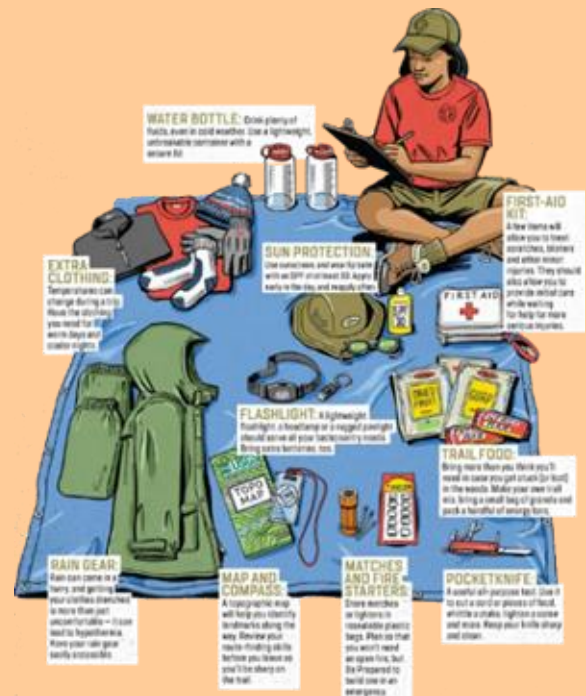 WATER BOTTLE: Drink plenty of
fluids, even in cold weather. Use a lightweight,
unbreakable container with a
secure lid.
FIRST-AID
KIT:
A few items will
allow you to treat
scratches, blisters
and other minor
injuries. They should
also allow you to
provide initial care
while waiting
for help for more
serious injuries.
EXTRA
CLOTHING:
Temperatures can
change during a trip.
Have the clothing
you need for
warm days and
cooler nights.
SUN PROTECTION:
Use sunscreen, and wear
with an SPF of at least 30. Apply
early in the day, and reapply often.
SPF
30
FIRST AID
FLASHLIGHT: A lightweight
flashlight, a headlamp or a rugged penlight
should serve all your backcountry needs.
Bring extra batteries, too.
TRAIL FOOD:
Bring more than you think you'll
need in case you get stuck (or lost)
in the woods. Make your own trail
mix, bring a small bag of granola and
pack a handful of energy bars.
TOPO
MAP
RAIN GEAR:
Rain can come in a
hurry, and getting
your clothes drenched
is more than just
uncomfortable — it can
lead to hypothermia.
Have your rain gear
easily accessible.
MAP AND
COMPASS:
A topographic map
will help you identify
landmarks along the
way. Review your
route-finding skills
before you leave so
you'll be sharp on
the trail.
MATCHES
AND FIRE
STARTERS:
Store matches
or lighters in
resealable plastic
bags. Plan so that
you won't need
an open fire, but
Be Prepared to
build one in an
emergency.
POCKETKNIFE:
A useful all-purpose tool. Use it
to cut a cord or pieces of food,
whittle a stake, tighten a screw
and more. Keep your knife sharp
and clean.